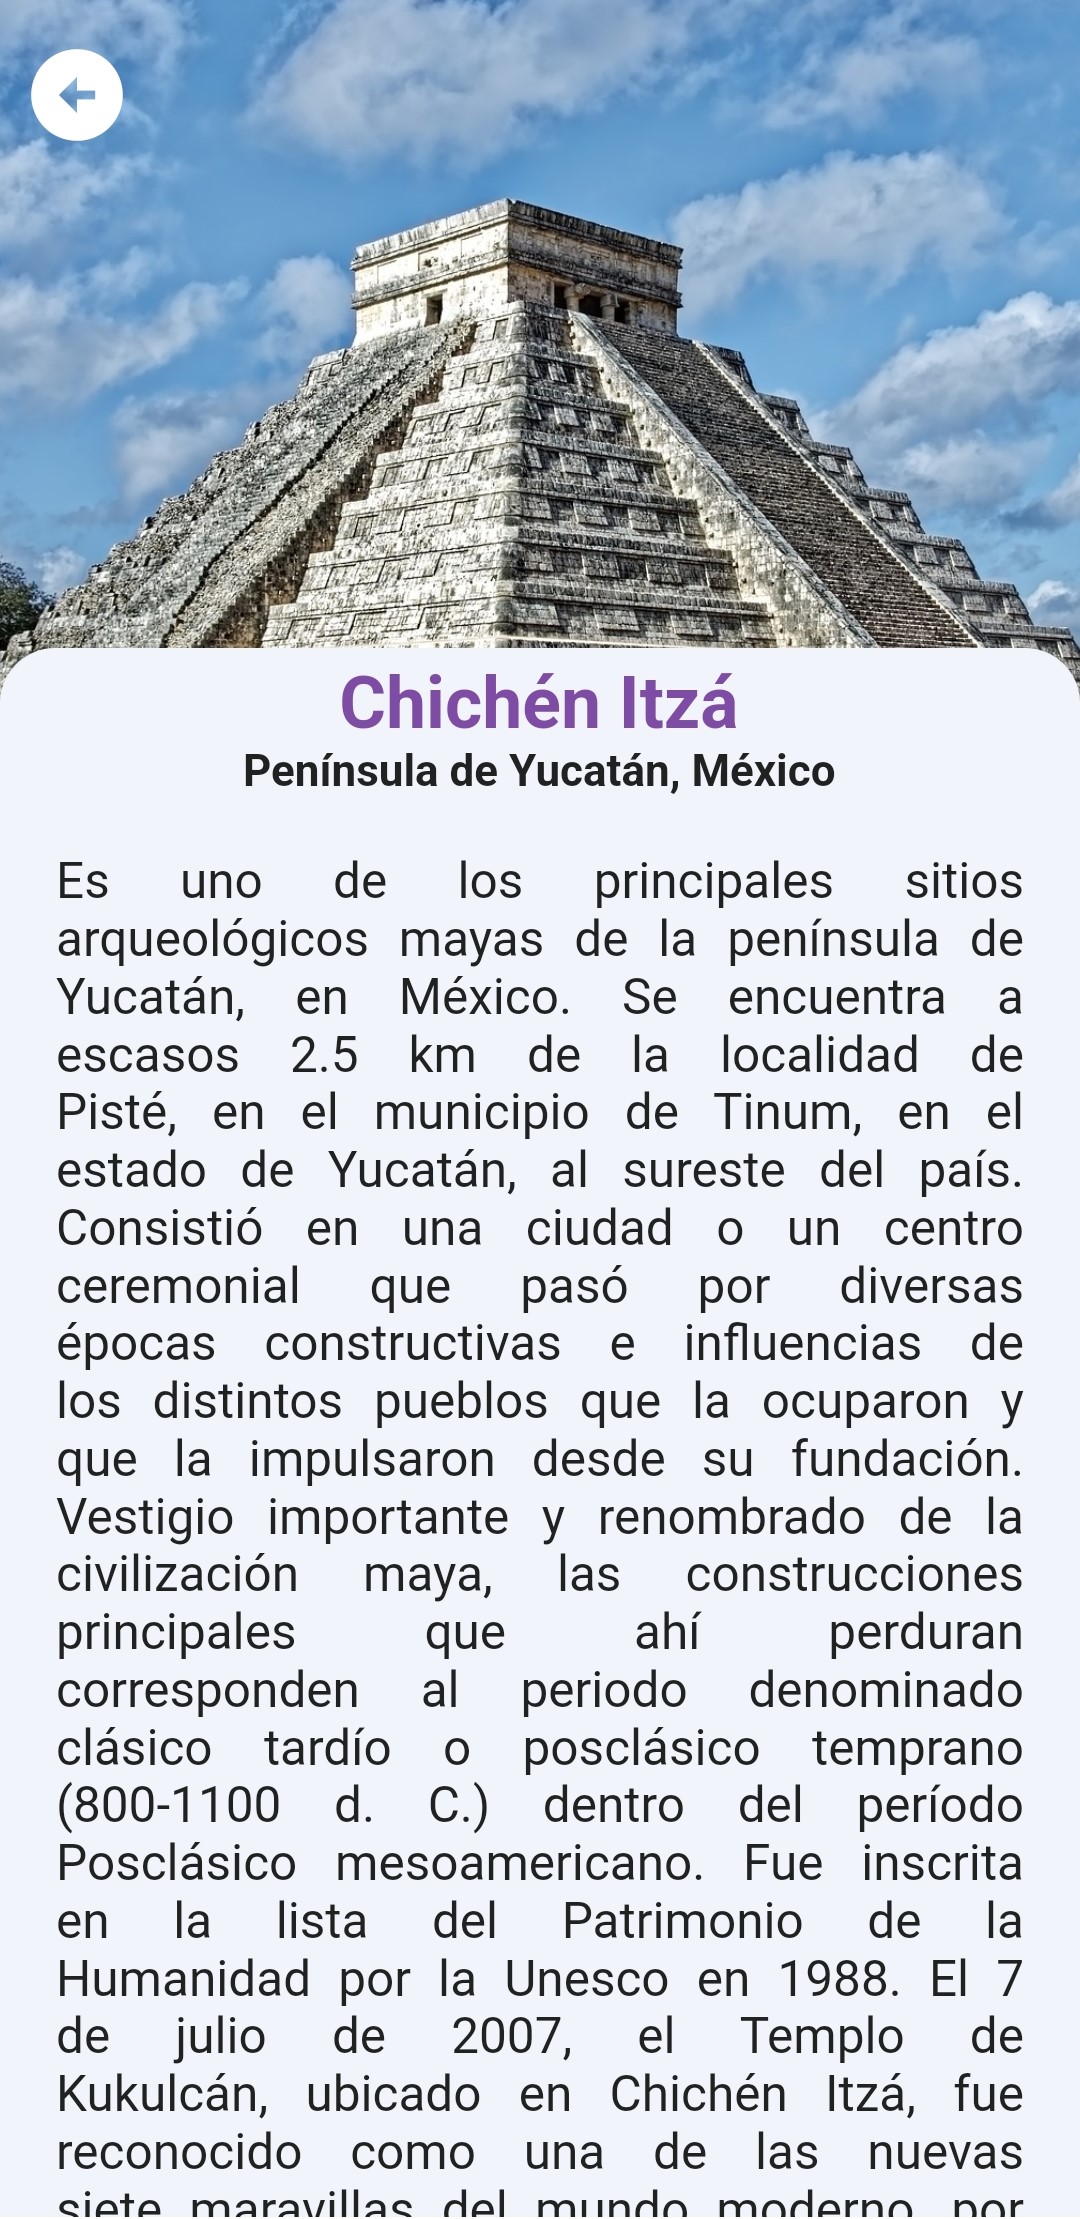 Chichén Itzá
Península de Yucatán, México
Es uno de los principales sitios
arqueológicos mayas de la península de
Yucatán, en México. Se encuentra a
escasos 2.5 km de la localidad de
Pisté, en el municipio de Tinum, en el
estado de Yucatán, al sureste del país.
Consistió en una ciudad o un centro
ceremonial que pasó por diversas
épocas constructivas e influencias de
los distintos pueblos que la ocuparon y
que la impulsaron desde su fundación.
Vestigio importante y renombrado de la
civilización maya, las construcciones
principales que ahí perduran
corresponden al periodo denominado
clásico tardío o posclásico temprano
(800-1100 d. C.) dentro del período
Posclásico mesoamericano. Fue inscrita
en la lista del Patrimonio de la
Humanidad por la Unesco en 1988. El 7
de julio de 2007, el Templo de
Kukulcán, ubicado en Chichén Itzá, fue
reconocido como una de las nuevas
siete maravillas del mundo moderno, por